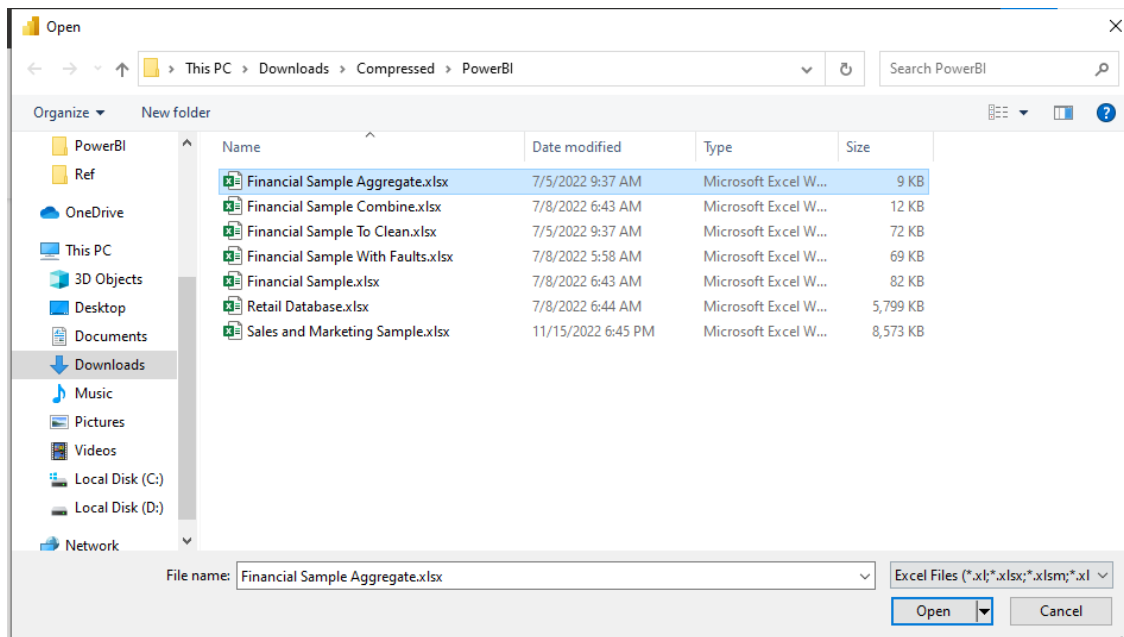 Open
This PC > Downloads > Compressed > PowerBI
Search PowerBI
Organize
New folder
Name Date modified Type Size
PowerBI
Ref
OneDrive
This PC
3D Objects
Desktop
Documents
Downloads
Music
Pictures
Videos
Local Disk (C:)
Local Disk (D:)
Network
Financial Sample Aggregate.xlsx 7/5/2022 9:37 AM Microsoft Excel W... 9 KB
Financial Sample Combine.xlsx 7/8/2022 6:43 AM Microsoft Excel W... 12 KB
Financial Sample To Clean.xlsx 7/5/2022 9:37 AM Microsoft Excel W... 72 KB
Financial Sample With Faults.xlsx 7/8/2022 5:58 AM Microsoft Excel W... 69 KB
Financial Sample.xlsx 7/8/2022 6:43 AM Microsoft Excel W... 82 KB
Retail Database.xlsx 7/8/2022 6:44 AM Microsoft Excel W... 5,799 KB
Sales and Marketing Sample.xlsx 11/15/2022 6:45 PM Microsoft Excel W... 8,573 KB
File name: Financial Sample Aggregate.xlsx
Excel Files (*.xl;*.xlsx;*.xlsm;*.xl
Open Cancel